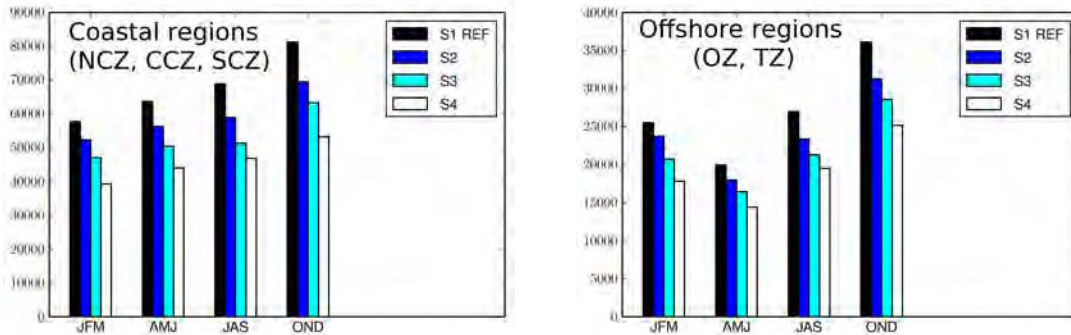 90000
80000
70000
60000
50000
40000
30000
20000
10000
0
Coastal regions
(NCZ, CCZ, SCZ)
S1 REF
S2
S3
S4
JFM AMJ JAS OND
40000
35000
30000
25000
20000
15000
10000
5000
0
Offshore regions
(OZ, TZ)
S1 REF
S2
S3
S4
JFM AMJ JAS OND